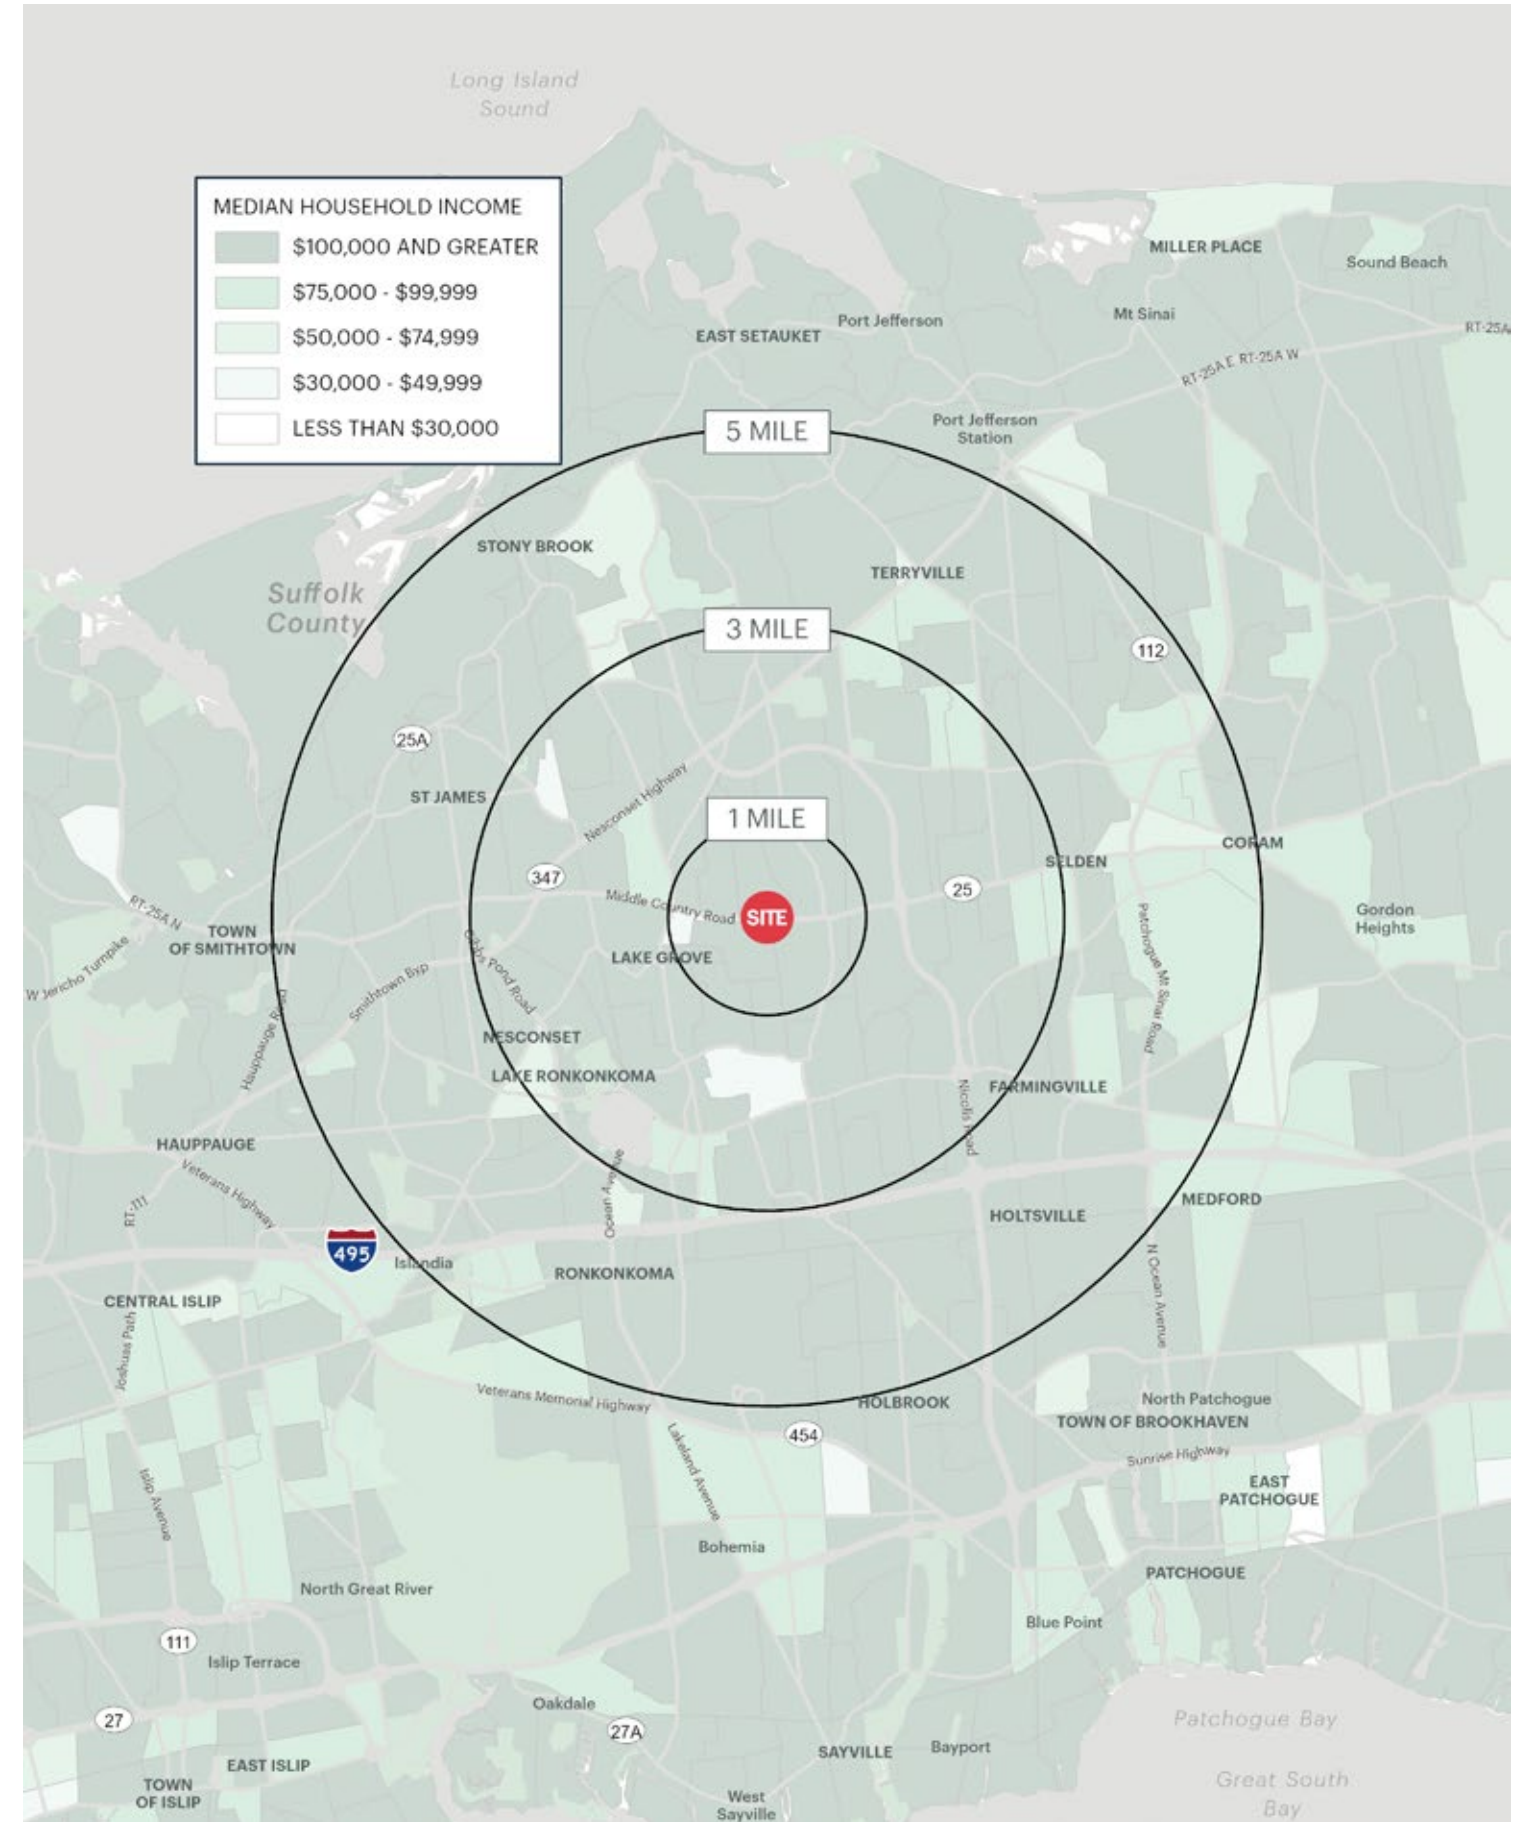 Long Island
Sound
MEDIAN HOUSEHOLD INCOME
$100,000 AND GREATER
$75,000 - $99,999
$50,000 - $74,999
$30,000 - $49,999
LESS THAN $30,000
MILLER PLACE
Sound Beach
Mt Sinai
Port Jefferson
EAST SETAUKET
RT-25A
RT-25A E RT-25A W
5 MILE
Port Jefferson
Station
STONY BROOK
TERRYVILLE
Suffolk
County
3 MILE
112
25A
ST JAMES
Nesconset Highway
1 MILE
CORAM
SELDEN
347
25
Middle Country Road
SITE
RT-25A N
Gordon
Heights
TOWN
OF SMITHTOWN
W Jericho Turnpike
LAKE GROVE
Gibbs Pond Road
Smithtown Byp
Patchogue Mt Sinai Road
Hauppauge
NESCONSET
LAKE RONKONKOMA
FARMINGVILLE
Nicolls Road
HAUPPAUGE
Veterans Highway
RT-111
Ocean Avenue
MEDFORD
HOLTSVILLE
495
Islandia
RONKONKOMA
CENTRAL ISLIP
Joshuas Path
N Ocean Avenue
Veterans Memorial Highway
HOLBROOK
North Patchogue
TOWN OF BROOKHAVEN
454
Lakeland Avenue
Sunrise Highway
Islip Avenue
EAST
PATCHOGUE
Bohemia
PATCHOGUE
North Great River
Blue Point
111
Islip Terrace
Oakdale
27
27A
Patchogue Bay
SAYVILLE
Bayport
EAST ISLIP
TOWN
OF ISLIP
West
Sayville
Great South
Bay